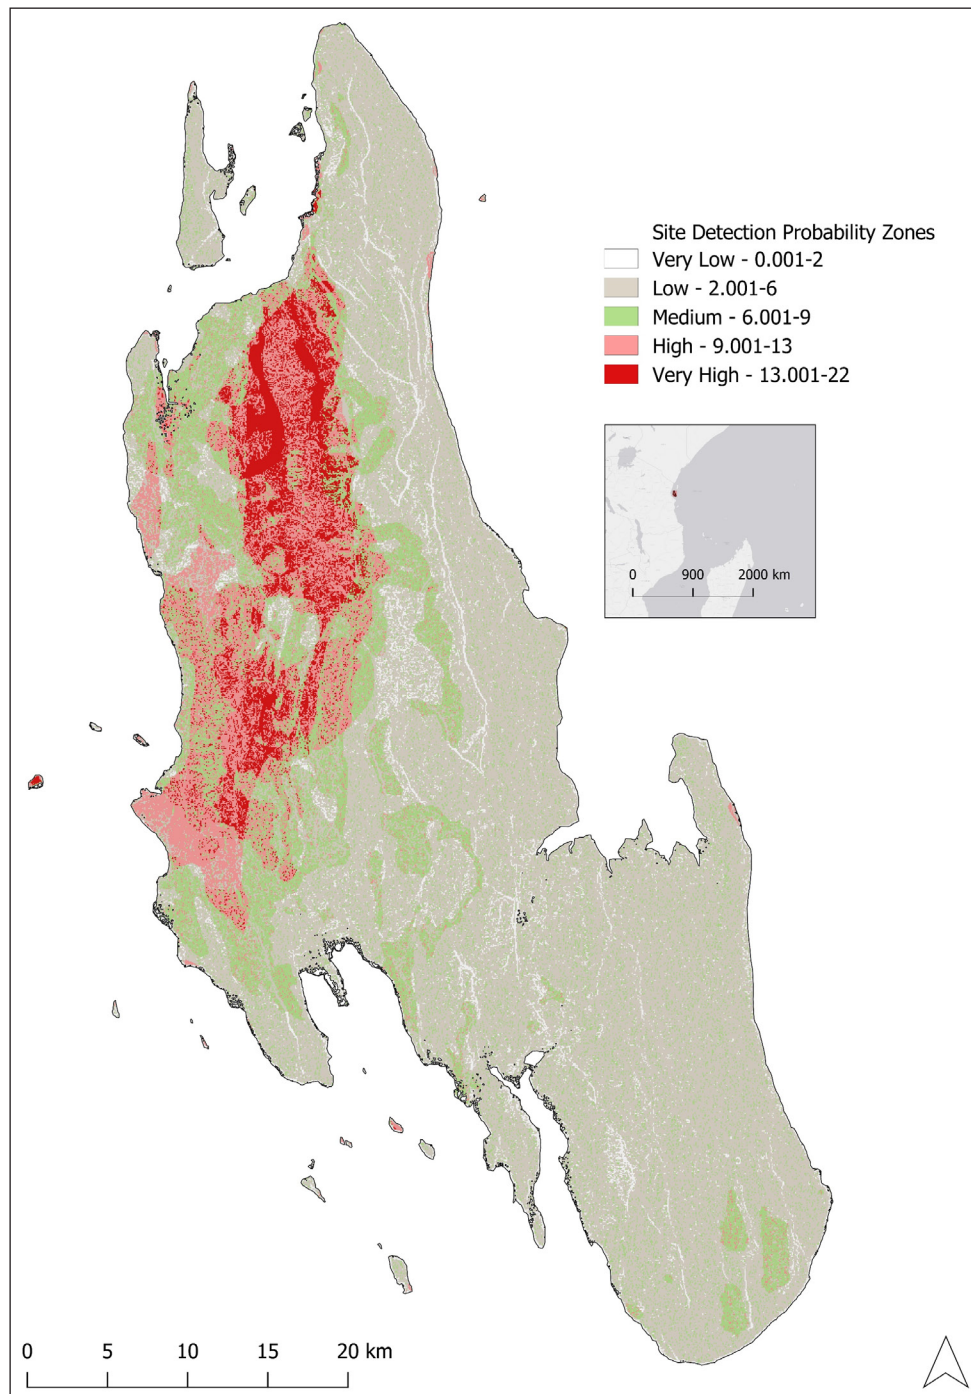 Site Detection Probability Zones
Very Low - 0.001-2
Low - 2.001-6
Medium - 6.001-9
High - 9.001-13
Very High - 13.001-22
0 900 2000 km
0 5 10 15 20 km